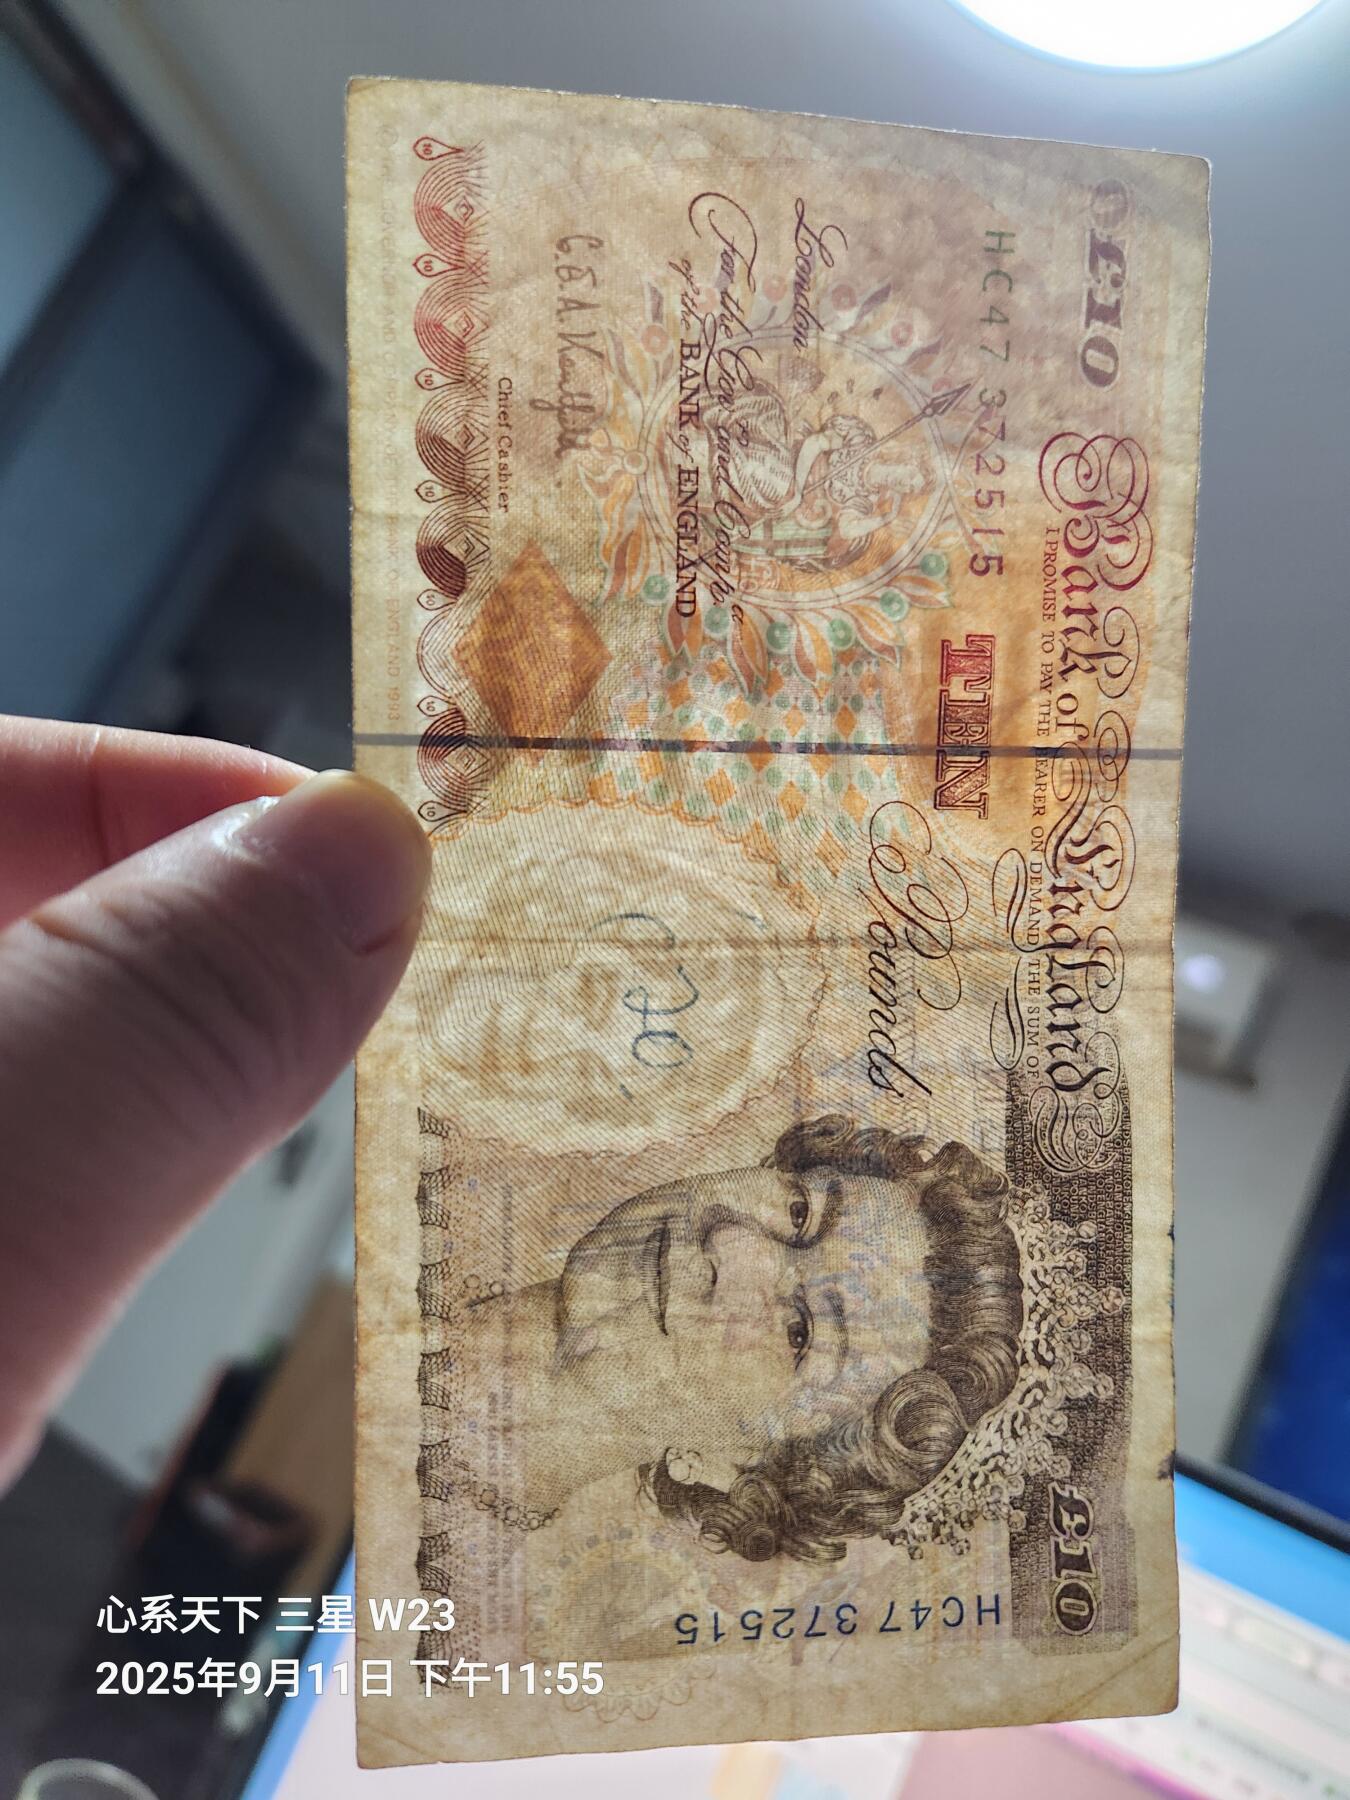 £10
Bank of England
I PROMISE TO PAY THE BEARER ON DEMAND THE SUM OF
HC47 372515
TEN
Pounds
London
For the Gov.r and Comp.a
of the BANK of ENGLAND
Chief Cashier
£10
HC47 372515
心系天下 三星 W23
2025年9月11日 下午11:55